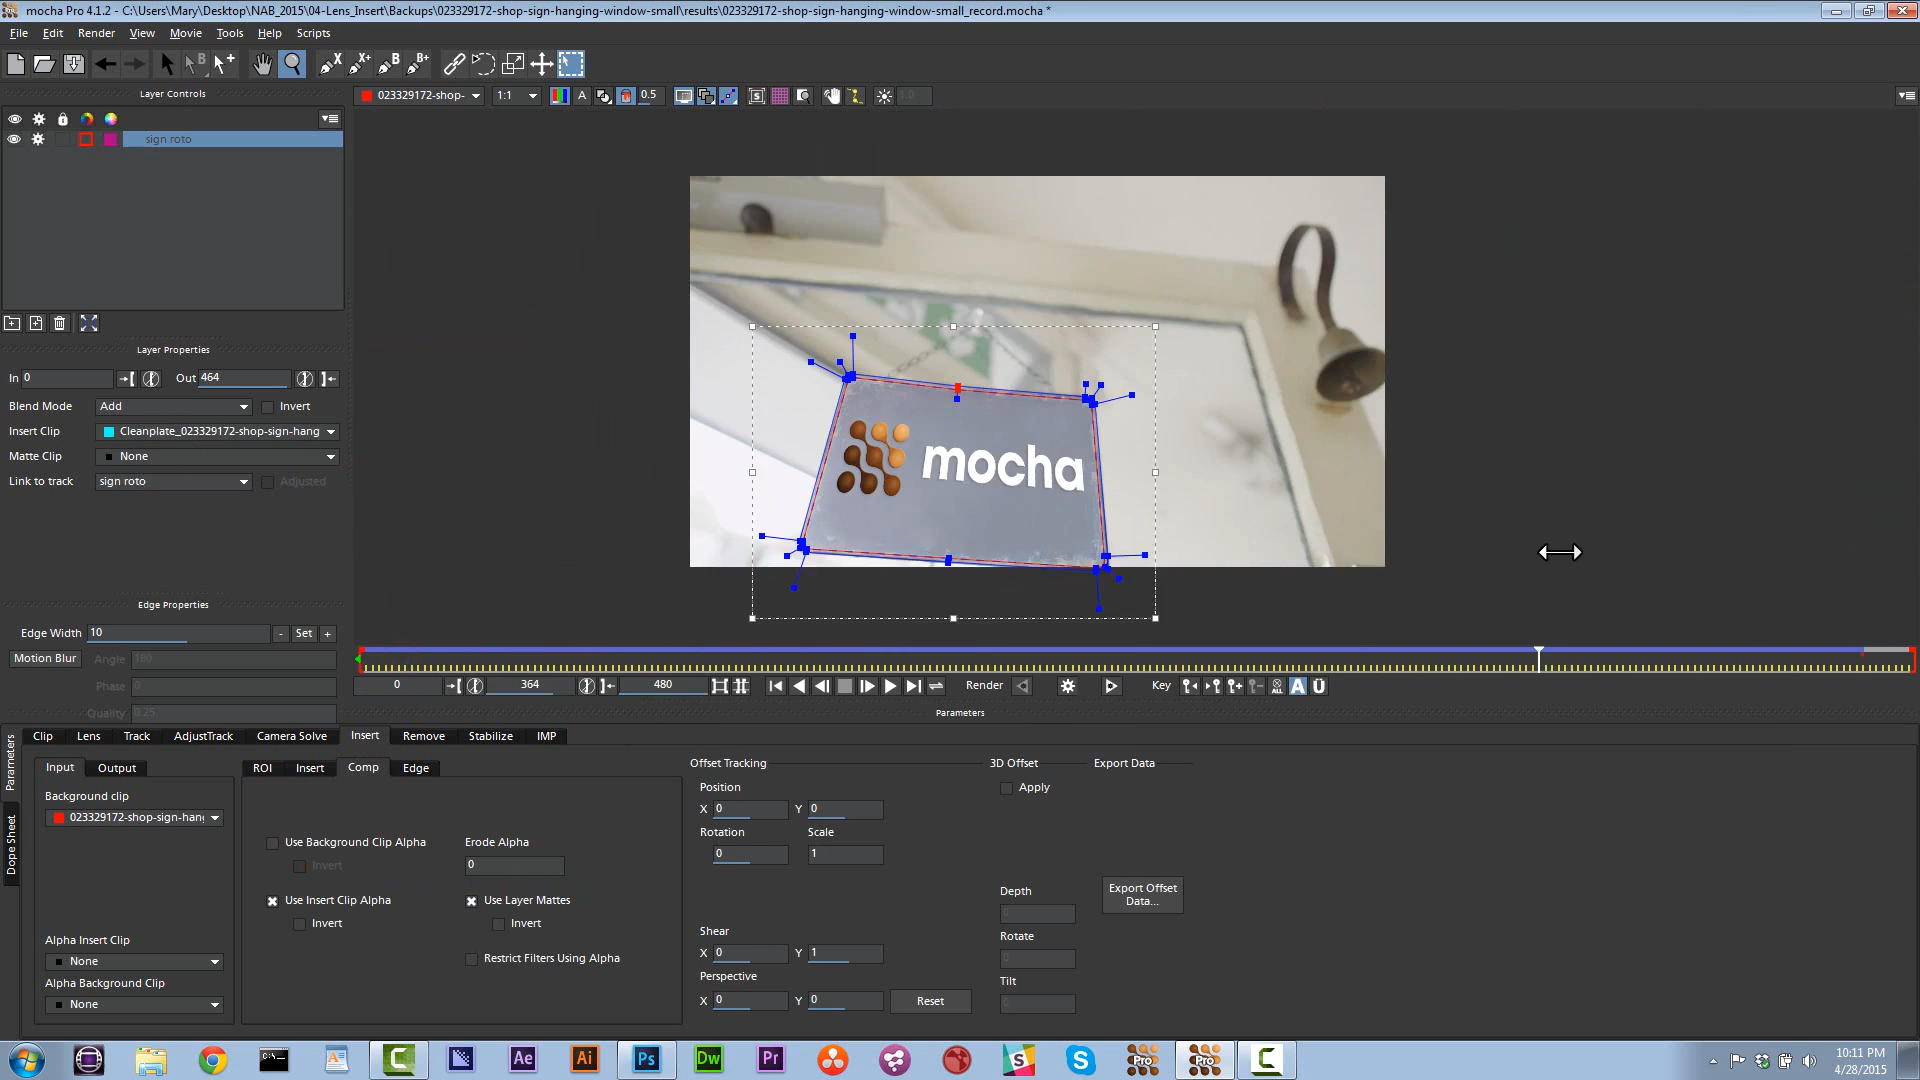 mocha Pro 4.1.2 - C:\Users\Mary\Desktop\NAB_2015\04-Lens_Insert\Backups\023329172-shop-sign-hanging-window-small\results\023329172-shop-sign-hanging-window-small_record.mocha *
File Edit Render View Movie Tools Help Scripts
Layer Controls
023329172-shop- 1:1 A 0.5 1.0
sign roto
Layer Properties
In 0 Out 464
Blend Mode Add Invert
Insert Clip Cleanplate_023329172-shop-sign-hang
Matte Clip None
Link to track sign roto Adjusted
mocha
Edge Properties
Edge Width 10 - Set +
Motion Blur Angle 180
Phase 0
Quality 0.25
0 364 480 Render Key A
Parameters
Parameters
Dope Sheet
Clip Lens Track AdjustTrack Camera Solve Insert Remove Stabilize IMP
Input Output
Background clip
023329172-shop-sign-hang
Alpha Insert Clip
None
Alpha Background Clip
None
ROI Insert Comp Edge
Use Background Clip Alpha
Invert
Erode Alpha
0
Use Insert Clip Alpha
Invert
Use Layer Mattes
Invert
Restrict Filters Using Alpha
Offset Tracking
Position
X 0 Y 0
Rotation Scale
0 1
Shear
X 0 Y 1
Perspective
X 0 Y 0 Reset
3D Offset
Apply
Depth
Rotate
Tilt
Export Data
Export Offset
Data...
Ae Ai Ps Dw Pr Pro Pro
10:11 PM
4/28/2015